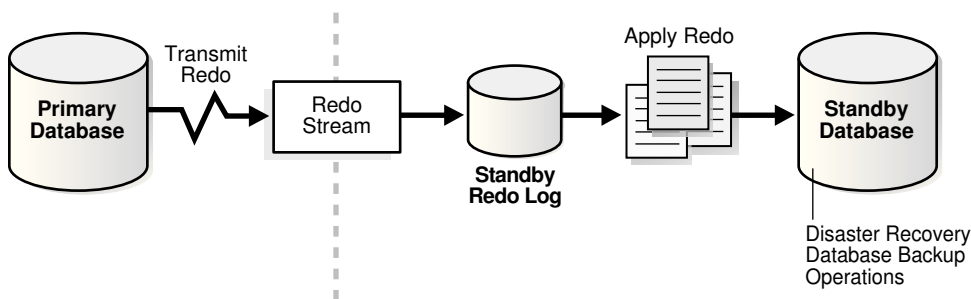 Primary
Database
Transmit
Redo
Redo
Stream
Standby
Redo Log
Apply Redo
Standby
Database
Disaster Recovery
Database Backup
Operations